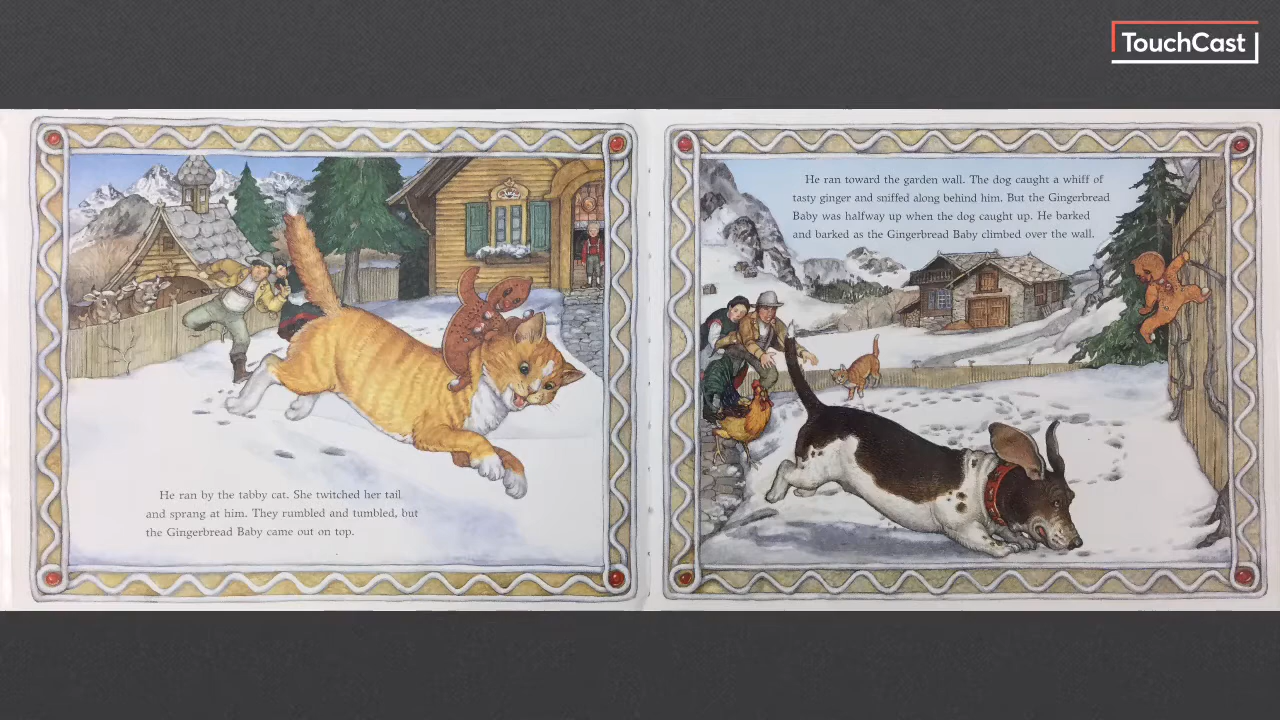 TouchCast
He ran by the tabby cat. She twitched her tail
and sprang at him. They rumbled and tumbled, but
the Gingerbread Baby came out on top.
He ran toward the garden wall. The dog caught a whiff of
tasty ginger and sniffed along behind him. But the Gingerbread
Baby was halfway up when the dog caught up. He barked
and barked as the Gingerbread Baby climbed over the wall.